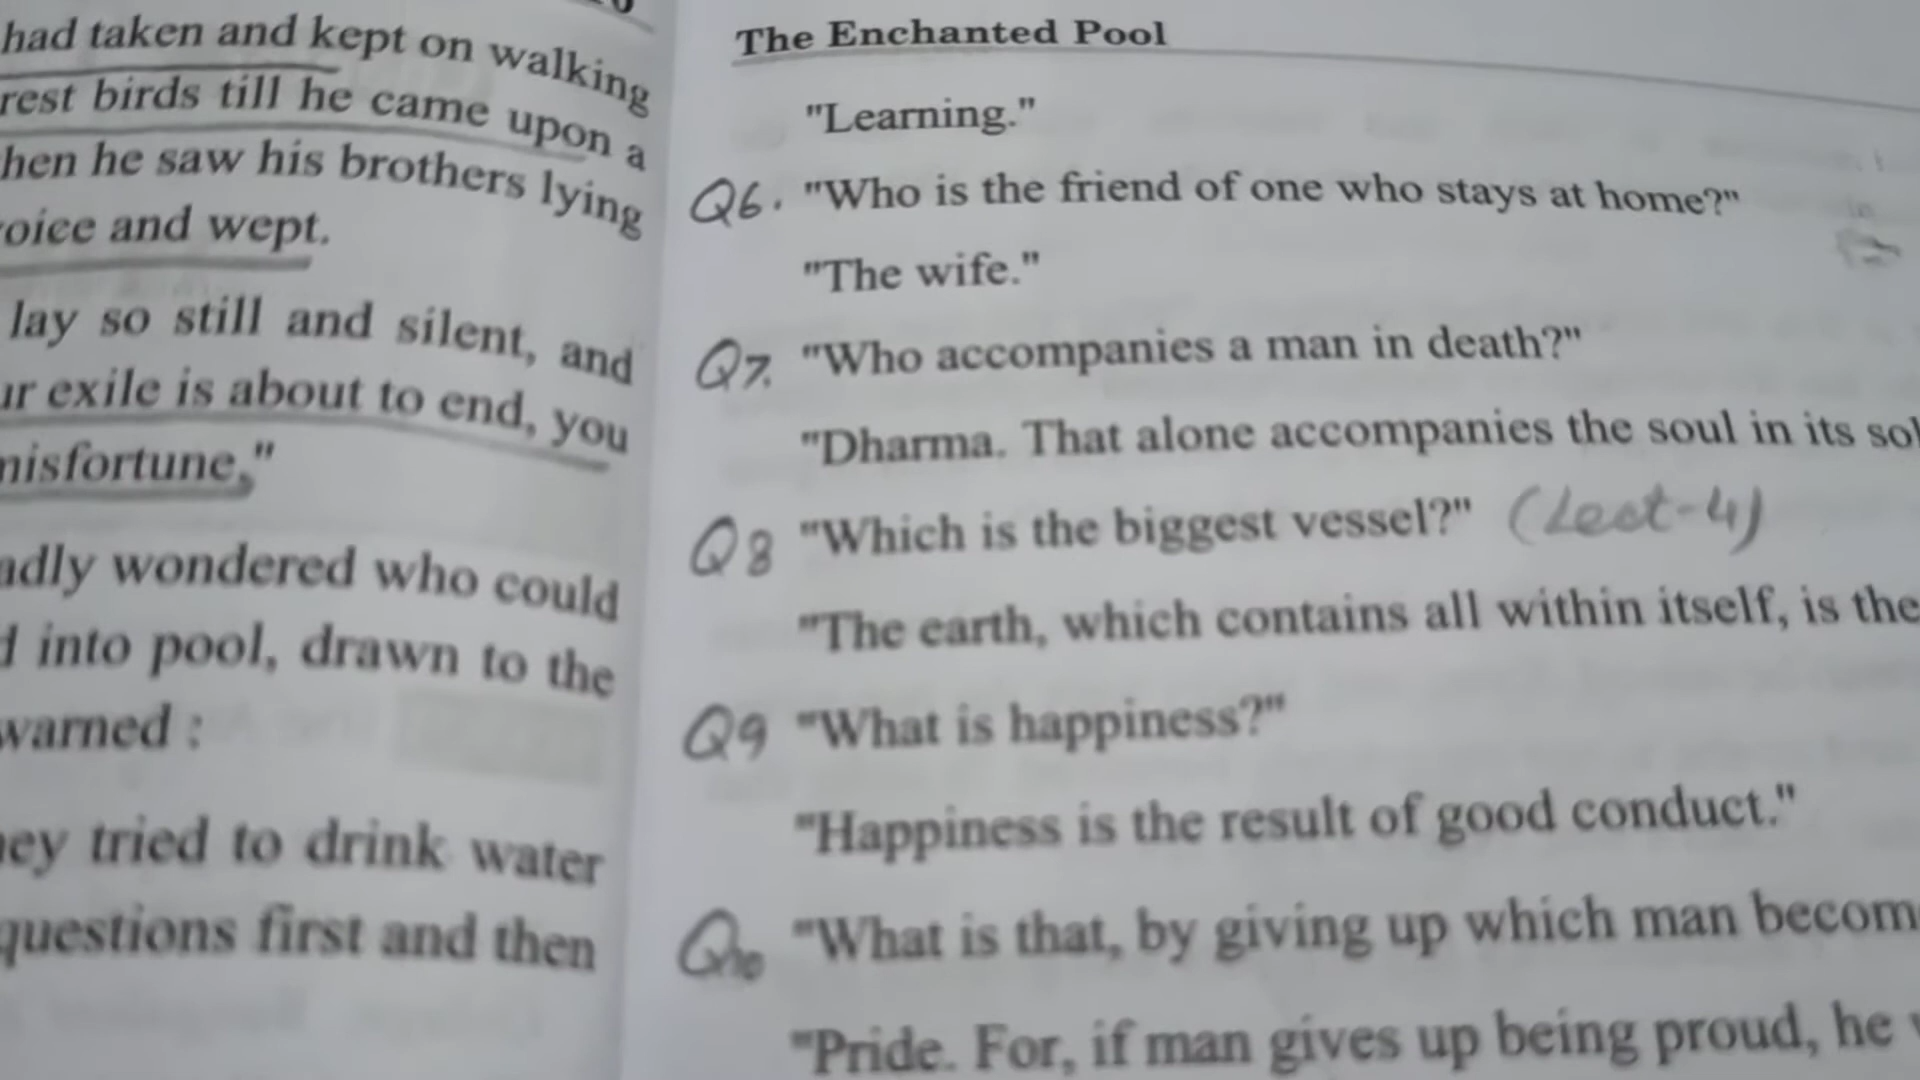 had taken and kept on walking
rest birds till he came upon a
hen he saw his brothers lying
oice and wept.
lay so still and silent, and
ur exile is about to end, you
misfortune,"
adly wondered who could
d into pool, drawn to the
warned :
ey tried to drink water
questions first and then
The Enchanted Pool
"Learning."
Q6. "Who is the friend of one who stays at home?"
"The wife."
Q7. "Who accompanies a man in death?"
"Dharma. That alone accompanies the soul in its sol
Q8 "Which is the biggest vessel?" (Lect-4)
"The earth, which contains all within itself, is the
Q9 "What is happiness?"
"Happiness is the result of good conduct."
Q10 "What is that, by giving up which man becom
"Pride. For, if man gives up being proud, he